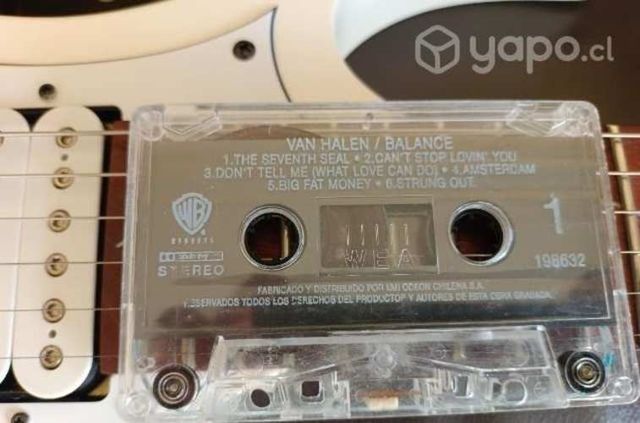 yapo.cl
VAN HALEN / BALANCE
1.THE SEVENTH SEAL • 2.CAN'T STOP LOVIN' YOU
3.DON'T TELL ME (WHAT LOVE CAN DO) • 4.AMSTERDAM
5.BIG FAT MONEY • 6.STRUNG OUT.
1
WB
WEA
STEREO
198632
FABRICADO Y DISTRIBUIDO POR EMI ODEON CHILENA S.A.
RESERVADOS TODOS LOS DERECHOS DEL PRODUCTOR Y AUTORES DE ESTA OBRA GRABADA.